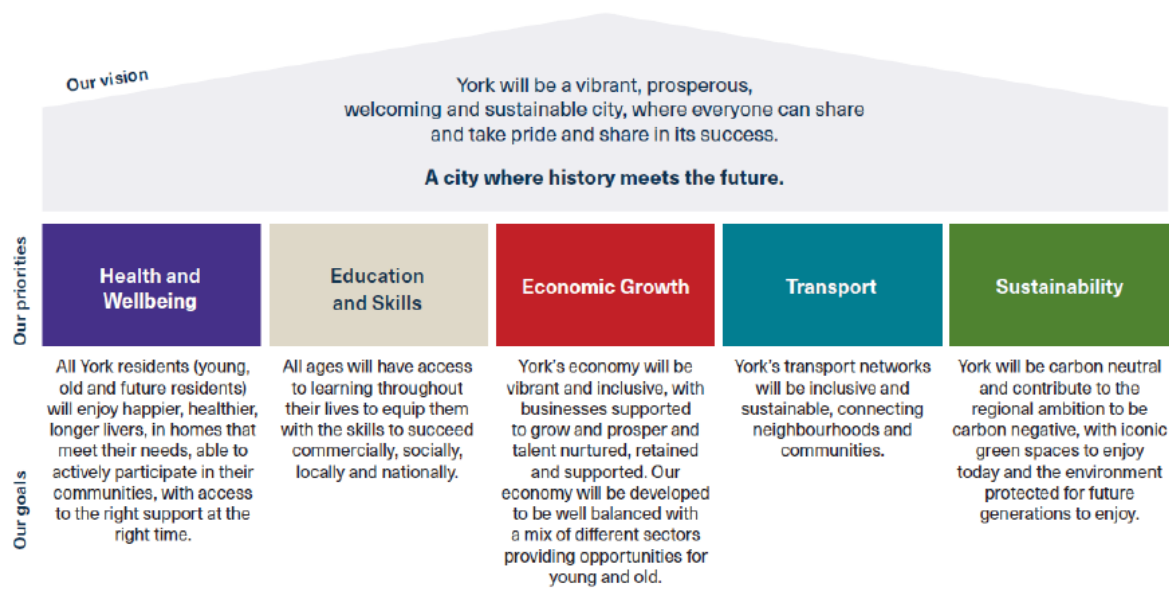 Our vision
York will be a vibrant, prosperous,
welcoming and sustainable city, where everyone can share
and take pride and share in its success.
A city where history meets the future.
Our priorities
Health and
Wellbeing
Education
and Skills
Economic Growth
Transport
Sustainability
Our goals
All York residents (young,
old and future residents)
will enjoy happier, healthier,
longer livers, in homes that
meet their needs, able to
actively participate in their
communities, with access
to the right support at the
right time.
All ages will have access
to learning throughout
their lives to equip them
with the skills to succeed
commercially, socially,
locally and nationally.
York's economy will be
vibrant and inclusive, with
businesses supported
to grow and prosper and
talent nurtured, retained
and supported. Our
economy will be developed
to be well balanced with
a mix of different sectors
providing opportunities for
young and old.
York's transport networks
will be inclusive and
sustainable, connecting
neighbourhoods and
communities.
York will be carbon neutral
and contribute to the
regional ambition to be
carbon negative, with iconic
green spaces to enjoy
today and the environment
protected for future
generations to enjoy.